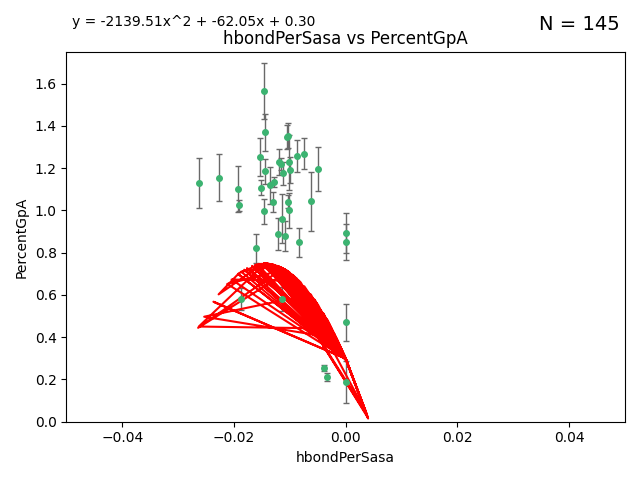 y = -2139.51x^2 + -62.05x + 0.30
N = 145
hbondPerSasa vs PercentGpA
PercentGpA
1.6
1.4
1.2
1.0
0.8
0.6
0.4
0.2
0.0
−0.04 −0.02 0.00 0.02 0.04
hbondPerSasa